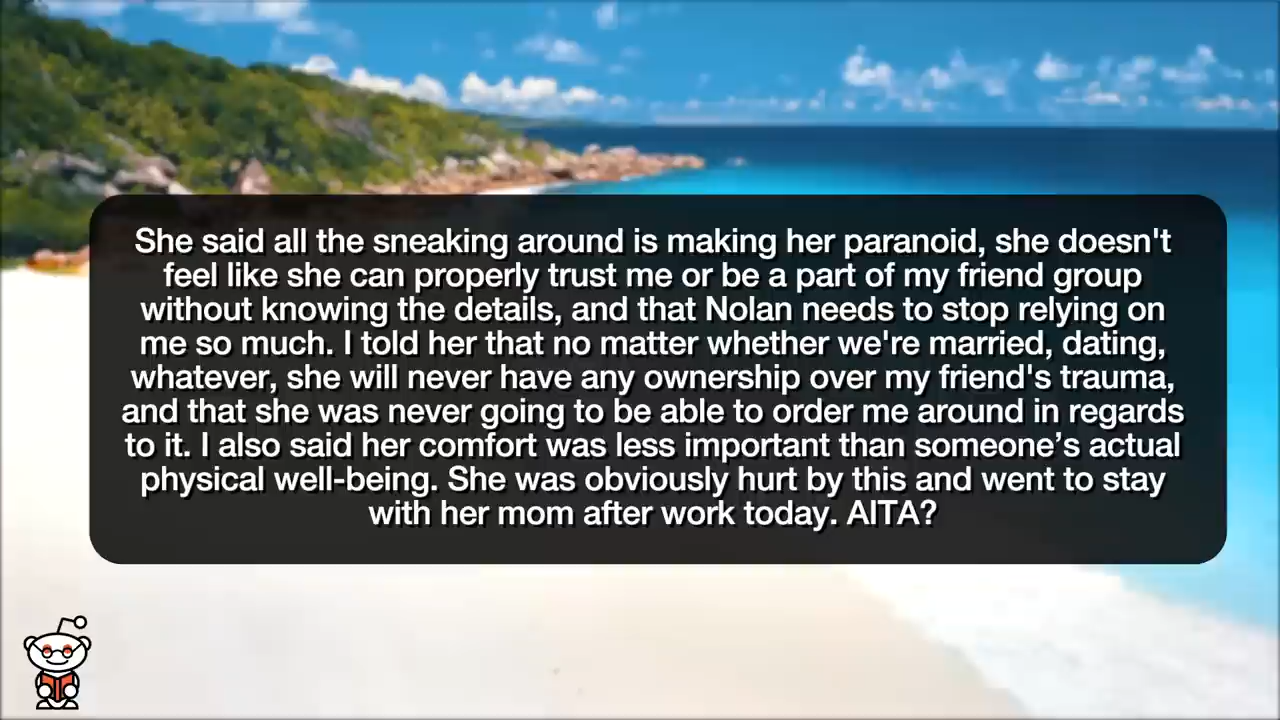 She said all the sneaking around is making her paranoid, she doesn't
feel like she can properly trust me or be a part of my friend group
without knowing the details, and that Nolan needs to stop relying on
me so much. I told her that no matter whether we're married, dating,
whatever, she will never have any ownership over my friend's trauma,
and that she was never going to be able to order me around in regards
to it. I also said her comfort was less important than someone’s actual
physical well-being. She was obviously hurt by this and went to stay
with her mom after work today. AITA?